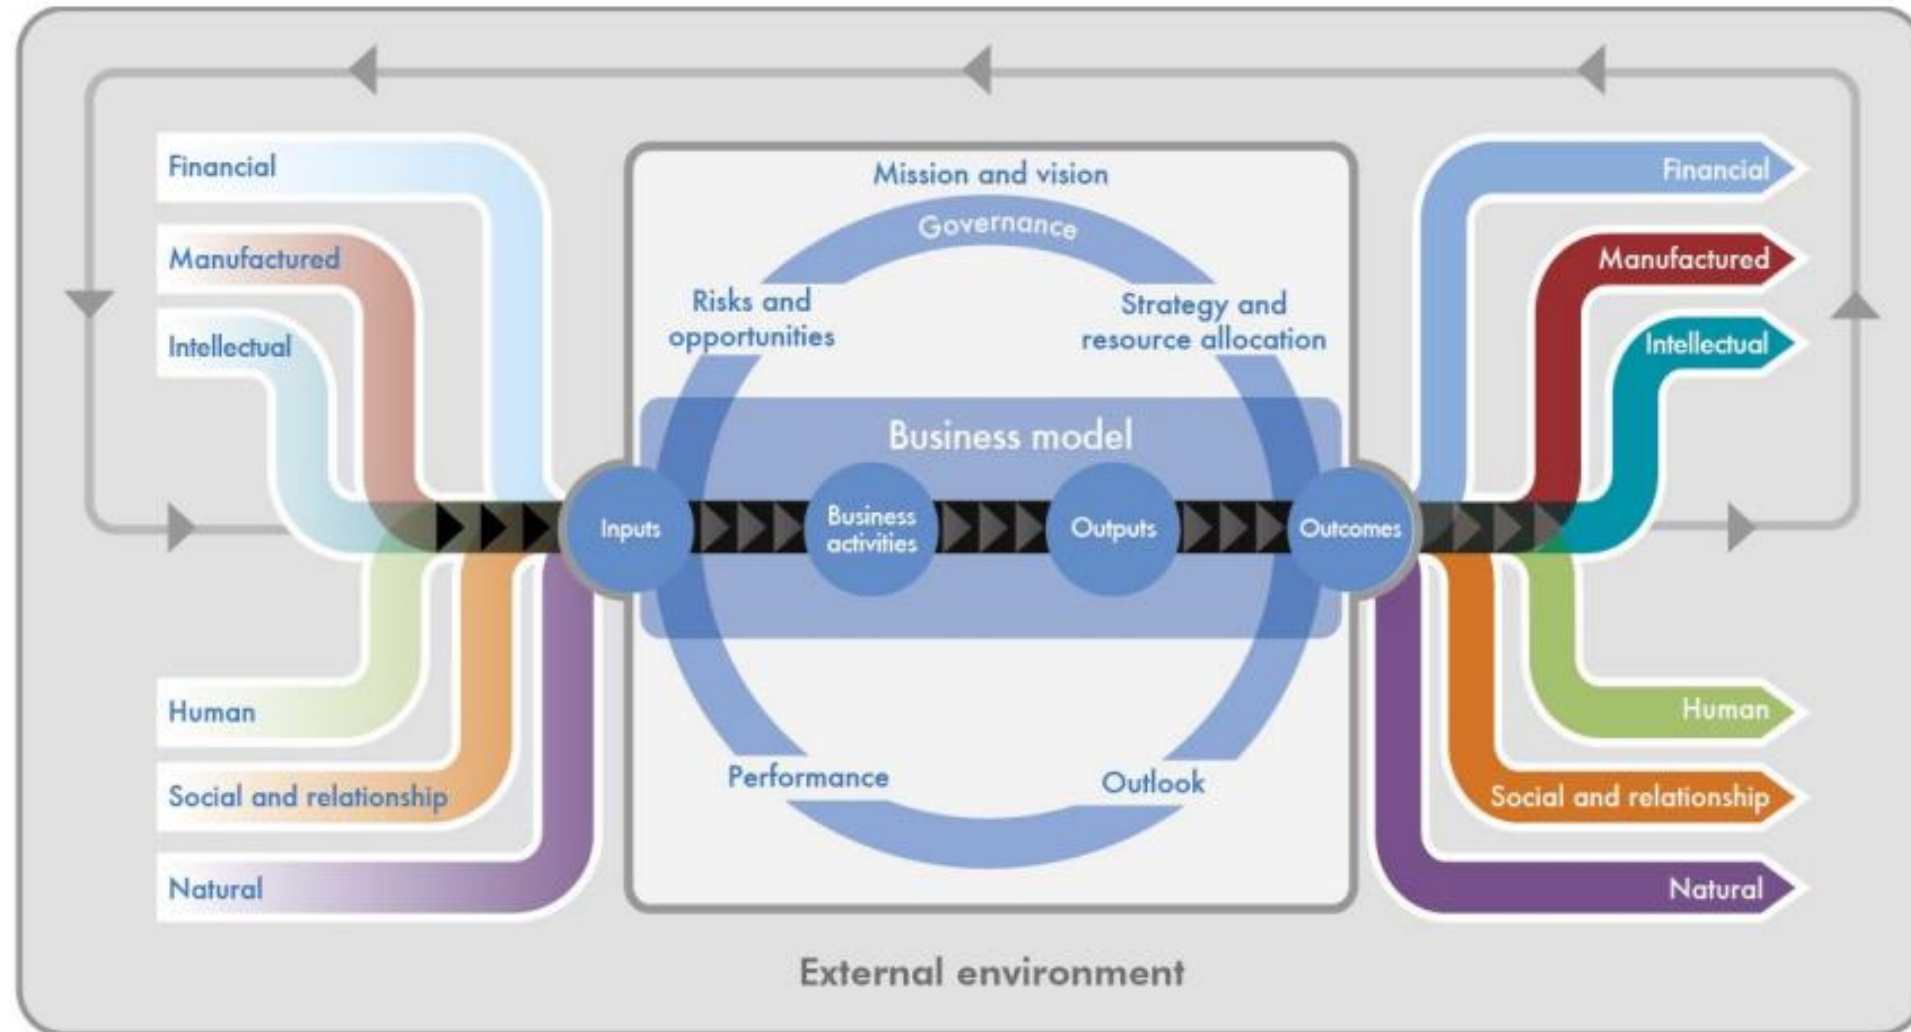 Financial
Manufactured
Intellectual
Human
Social and relationship
Natural
Mission and vision
Governance
Risks and
opportunities
Strategy and
resource allocation
Business model
Inputs
Business
activities
Outputs
Outcomes
Performance
Outlook
Financial
Manufactured
Intellectual
Human
Social and relationship
Natural
External environment